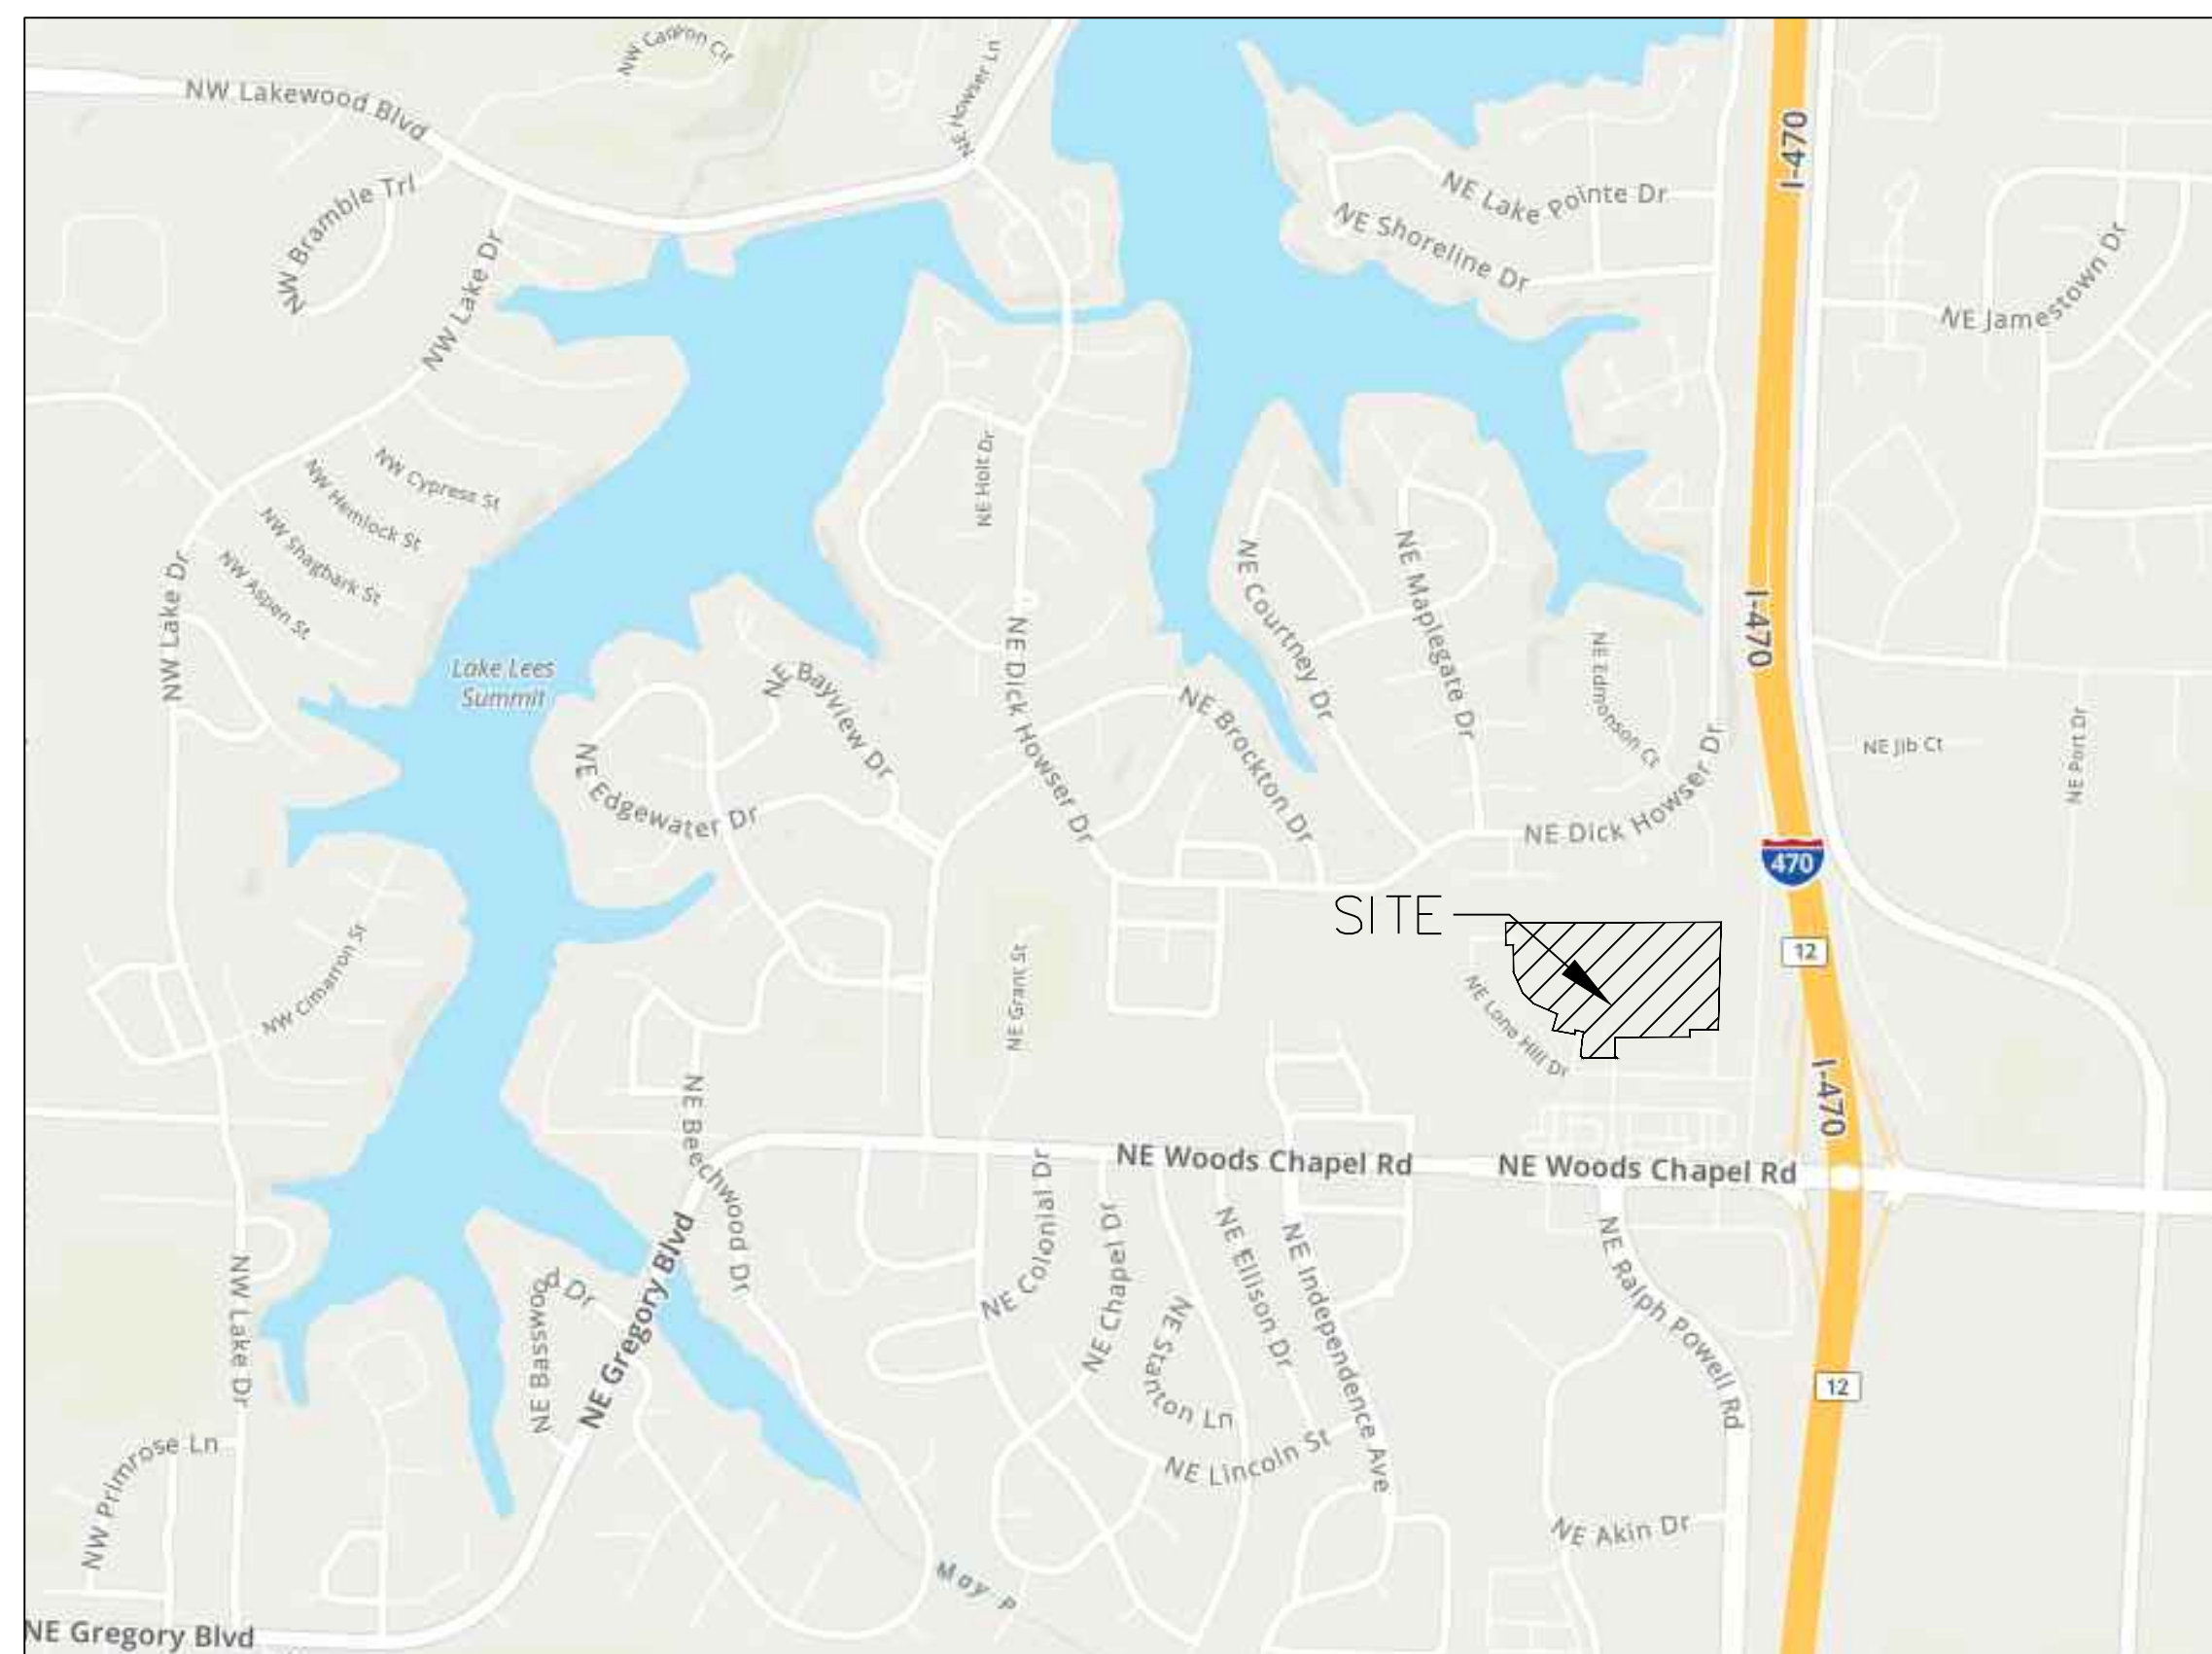 NW Canyon Cir
NE Howser Ln
NW Lakewood Blvd
I-470
NW Bramble Trl
NE Lake Pointe Dr
NE Shoreline Dr
NW Lake Dr
NE Jamestown Dr
NE Holt Dr
NW Cypress St
NW Hemlock St
NW Shagbark St
NW Aspen St
NW Lake Dr
NE Courtney Dr
NE Maplegate Dr
I-470
Lake Lees
Summit
NE Bayview Dr
NE Dick Howser Dr
NE Brockton Dr
NE Edmonson Ct
NE Jib Ct
NE Port Dr
NE Edgewater Dr
NE Dick Howser Dr
470
SITE
12
NW Cimarron St
NE Grant St
NE Lone Hill Dr
I-470
NE Beechwood Dr
NE Woods Chapel Rd
NE Woods Chapel Rd
NE Colonial Dr
NE Chapel Dr
NE Ellison Dr
NE Independence Ave
NE Ralph Powell Rd
NW Lake Dr
NE Basswood Dr
NE Gregory Blvd
NE Stanton Ln
12
NE Lincoln St
NW Primrose Ln
NE Akin Dr
May P
NE Gregory Blvd